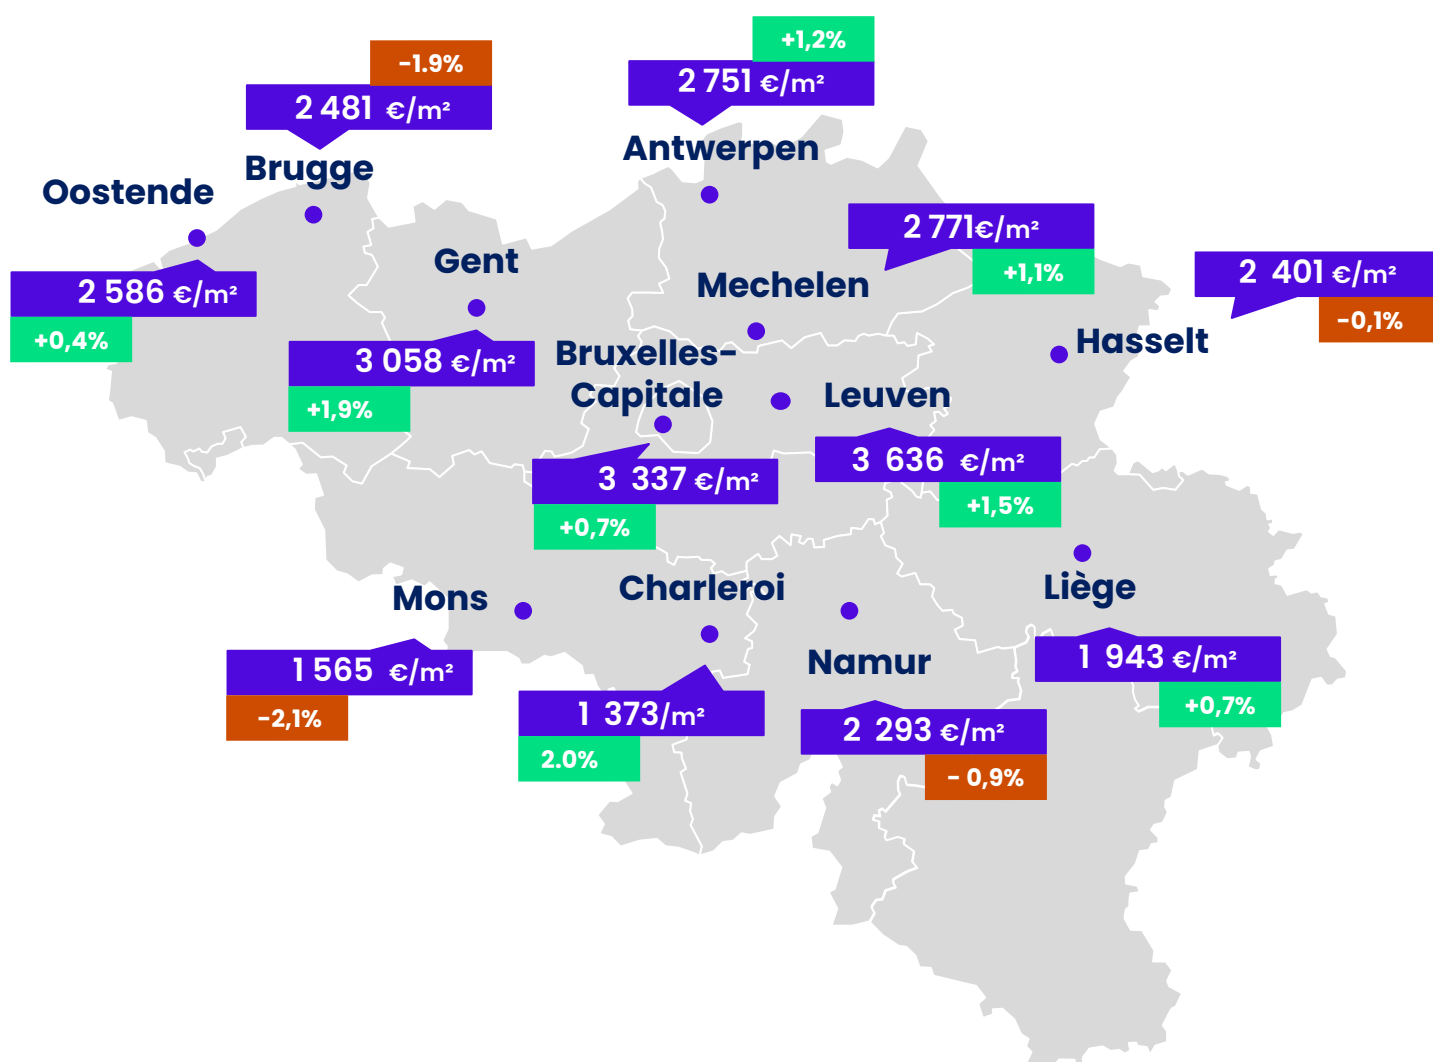 +1,2%
-1.9%
2 751 €/m²
2 481 €/m²
Antwerpen
Brugge
Oostende
2 771€/m²
+1,1%
Gent
Mechelen
2 401 €/m²
-0,1%
2 586 €/m²
+0,4%
Hasselt
3 058 €/m²
+1,9%
Bruxelles-
Capitale
Leuven
3 636 €/m²
+1,5%
3 337 €/m²
+0,7%
Mons
Charleroi
Liège
1 943 €/m²
+0,7%
Namur
1 565 €/m²
-2,1%
1 373/m²
2.0%
2 293 €/m²
- 0,9%